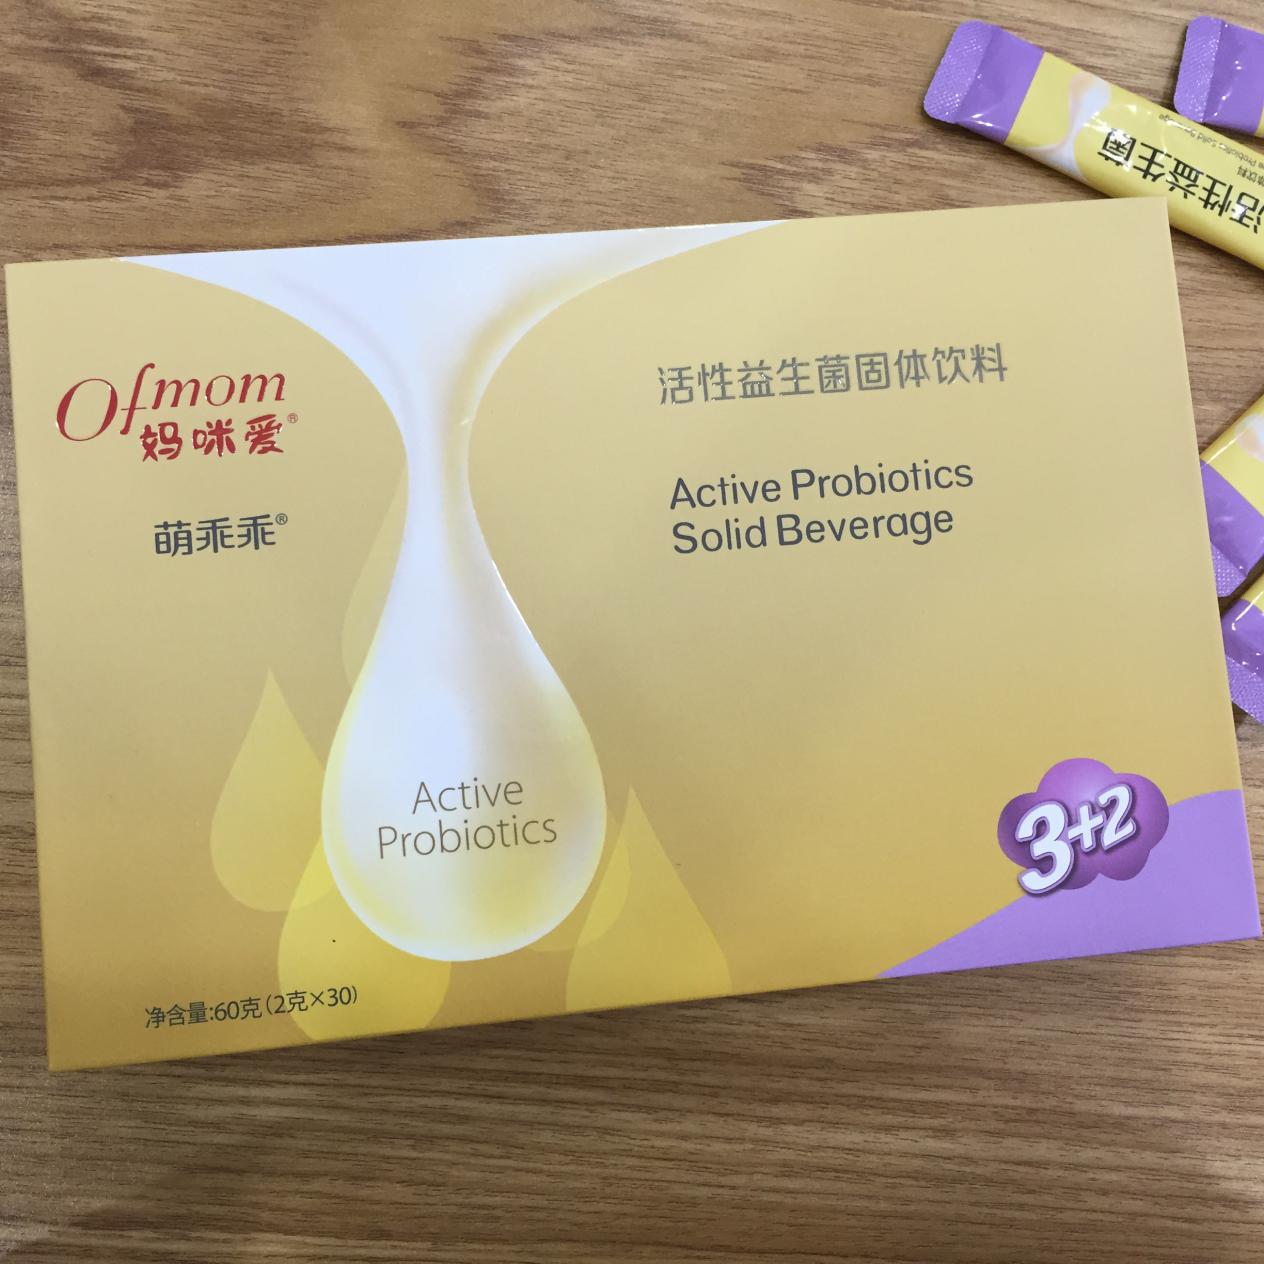 Ofmom
妈咪爱®
萌乖乖®
活性益生菌固体饮料
Active Probiotics
Solid Beverage
Active
Probiotics
3+2
净含量:60克(2克×30)
活性益生菌